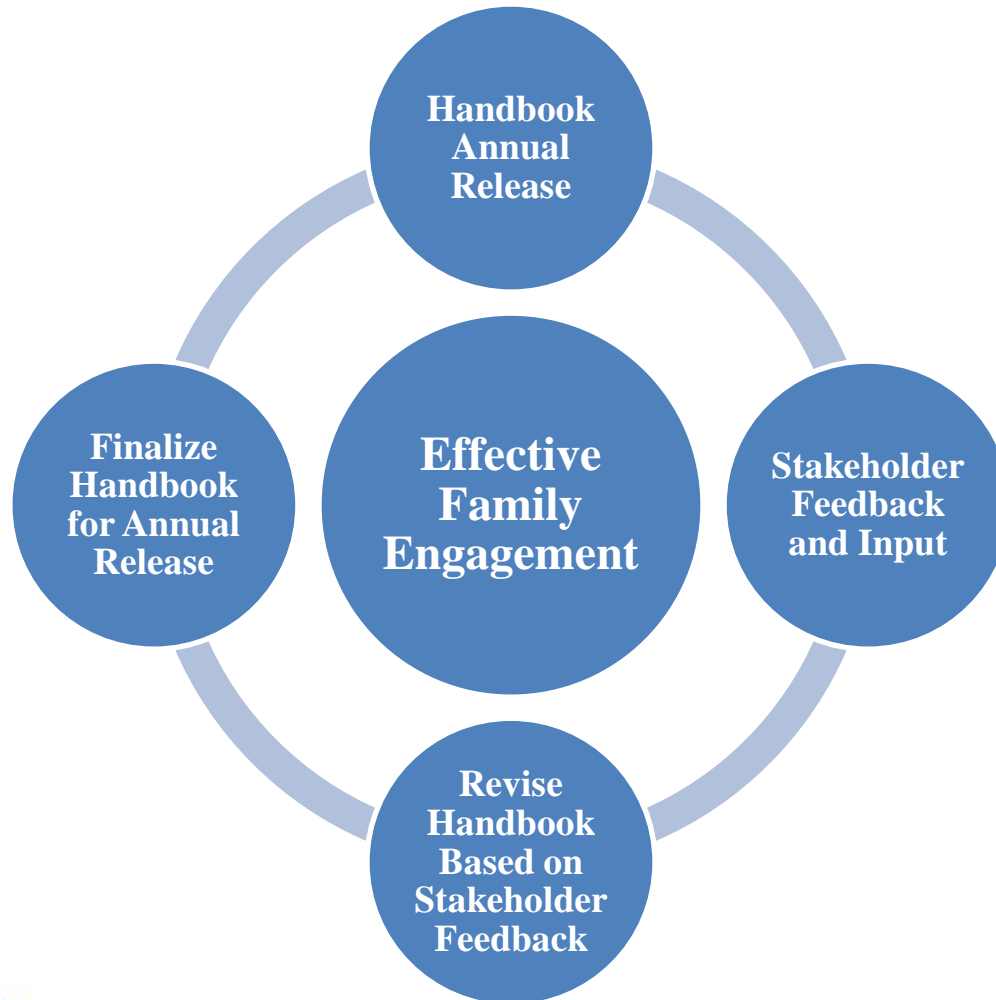 Handbook
Annual
Release
Effective
Family
Engagement
Stakeholder
Feedback
and Input
Revise
Handbook
Based on
Stakeholder
Feedback
Finalize
Handbook
for Annual
Release